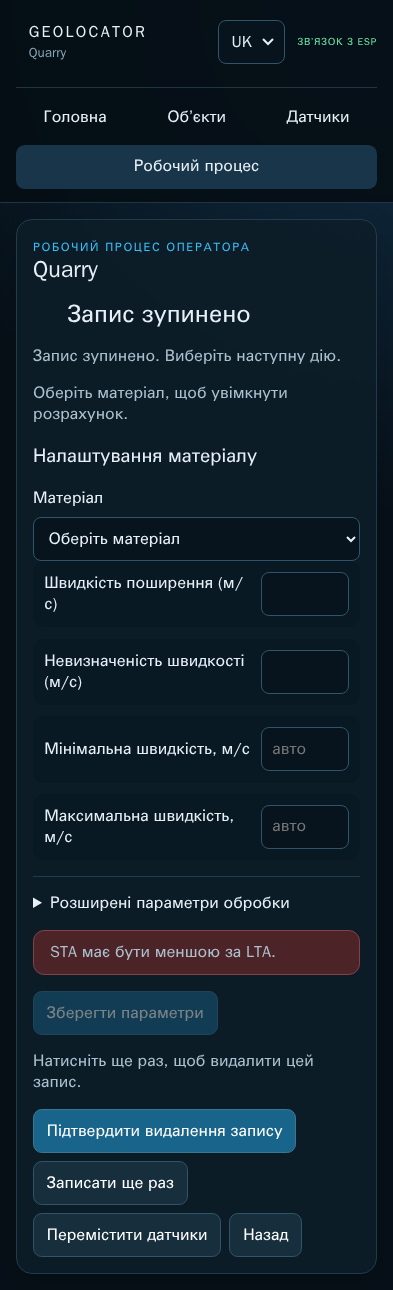 GEOLOCATOR
Quarry
UK
ЗВ'ЯЗОК З ESP
Головна
Об'єкти
Датчики
Робочий процес
РОБОЧИЙ ПРОЦЕС ОПЕРАТОРА
Quarry
Запис зупинено
Запис зупинено. Виберіть наступну дію.
Оберіть матеріал, щоб увімкнути
розрахунок.
Налаштування матеріалу
Матеріал
Оберіть матеріал
Швидкість поширення (м/
с)
Невизначеність швидкості
(м/с)
Мінімальна швидкість, м/с
авто
Максимальна швидкість,
м/с
авто
Розширені параметри обробки
STA має бути меншою за LTA.
Зберегти параметри
Натисніть ще раз, щоб видалити цей
запис.
Підтвердити видалення запису
Записати ще раз
Перемістити датчики
Назад